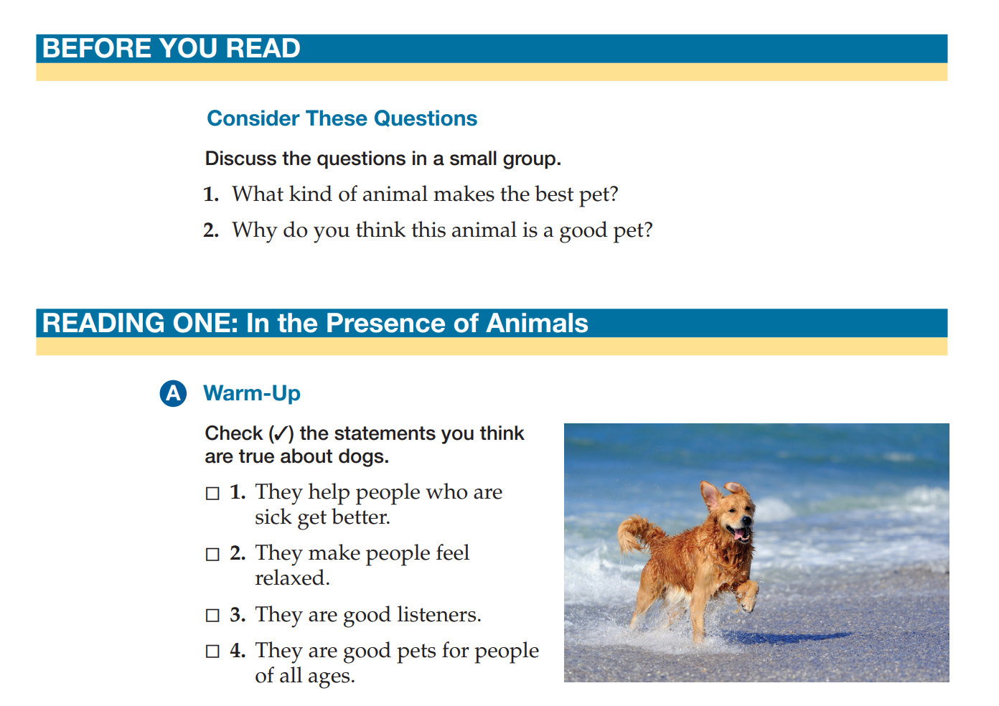 BEFORE YOU READ
Consider These Questions
Discuss the questions in a small group.
1. What kind of animal makes the best pet?
2. Why do you think this animal is a good pet?
READING ONE: In the Presence of Animals
A Warm-Up
Check (✓) the statements you think
are true about dogs.
□ 1. They help people who are
sick get better.
□ 2. They make people feel
relaxed.
□ 3. They are good listeners.
□ 4. They are good pets for people
of all ages.